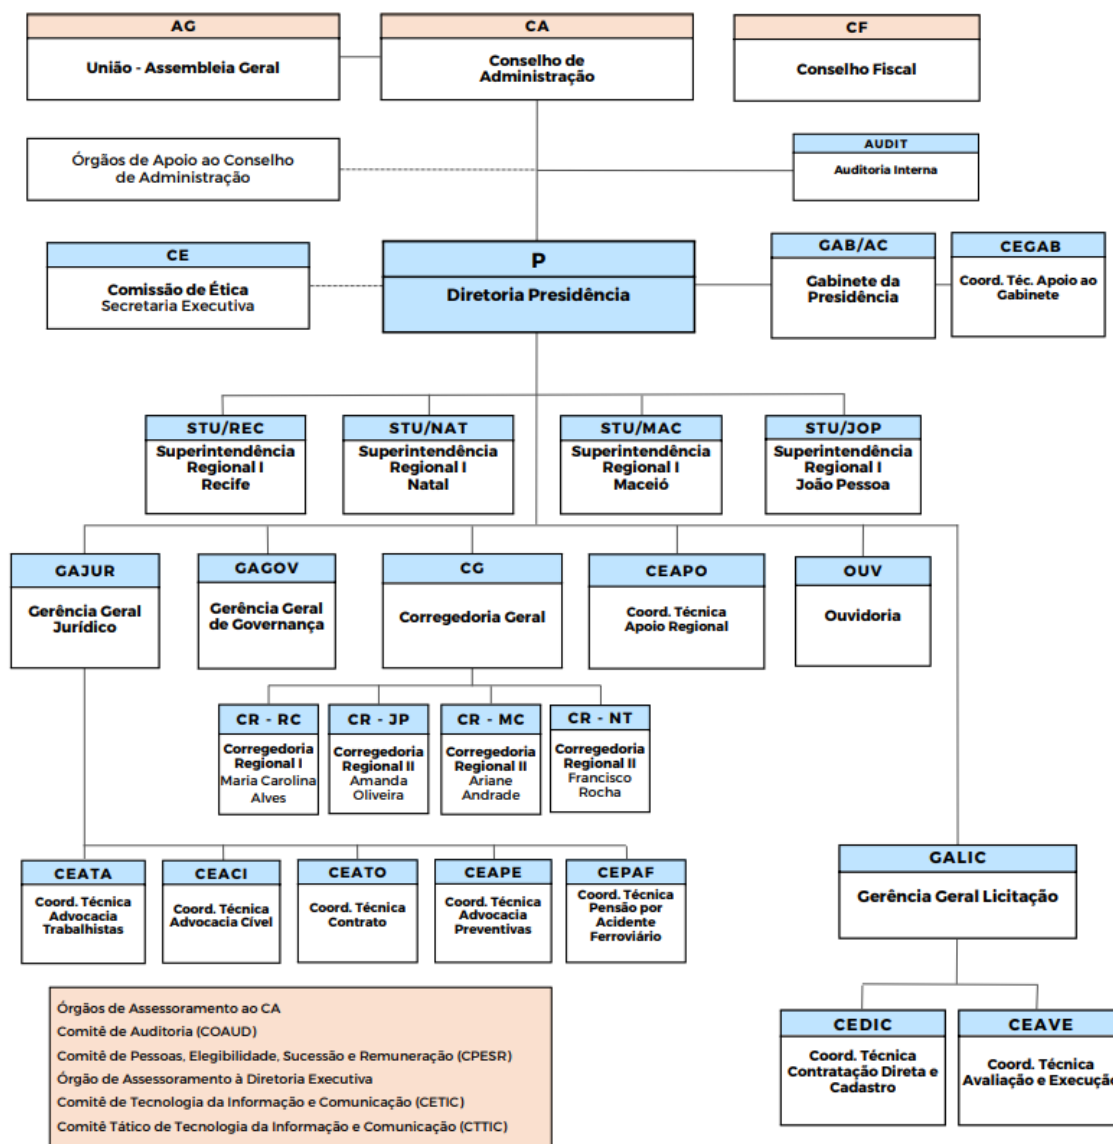 AG
União - Assembleia Geral
CA
Conselho de
Administração
CF
Conselho Fiscal
Órgãos de Apoio ao Conselho
de Administração
AUDIT
Auditoria Interna
CE
Comissão de Ética
Secretaria Executiva
P
Diretoria Presidência
GAB/AC
Gabinete da
Presidência
CEGAB
Coord. Téc. Apoio ao
Gabinete
STU/REC
Superintendência
Regional I
Recife
STU/NAT
Superintendência
Regional I
Natal
STU/MAC
Superintendência
Regional I
Maceió
STU/JOP
Superintendência
Regional I
João Pessoa
GAJUR
Gerência Geral
Jurídico
GAGOV
Gerência Geral
de Governança
CG
Corregedoria Geral
CEAPO
Coord. Técnica
Apoio Regional
OUV
Ouvidoria
CR - RC
Corregedoria
Regional I
Maria Carolina
Alves
CR - JP
Corregedoria
Regional II
Amanda
Oliveira
CR - MC
Corregedoria
Regional II
Ariane
Andrade
CR - NT
Corregedoria
Regional II
Francisco
Rocha
CEATA
Coord. Técnica
Advocacia
Trabalhistas
CEACI
Coord. Técnica
Advocacia Cível
CEATO
Coord. Técnica
Contrato
CEAPE
Coord. Técnica
Advocacia
Preventivas
CEPAF
Coord. Técnica
Pensão por
Acidente
Ferroviário
GALIC
Gerência Geral Licitação
CEDIC
Coord. Técnica
Contratação Direta e
Cadastro
CEAVE
Coord. Técnica
Avaliação e Execução
Órgãos de Assessoramento ao CA
Comitê de Auditoria (COAUD)
Comitê de Pessoas, Elegibilidade, Sucessão e Remuneração (CPESR)
Órgão de Assessoramento à Diretoria Executiva
Comitê de Tecnologia da Informação e Comunicação (CETIC)
Comitê Tático de Tecnologia da Informação e Comunicação (CTTIC)